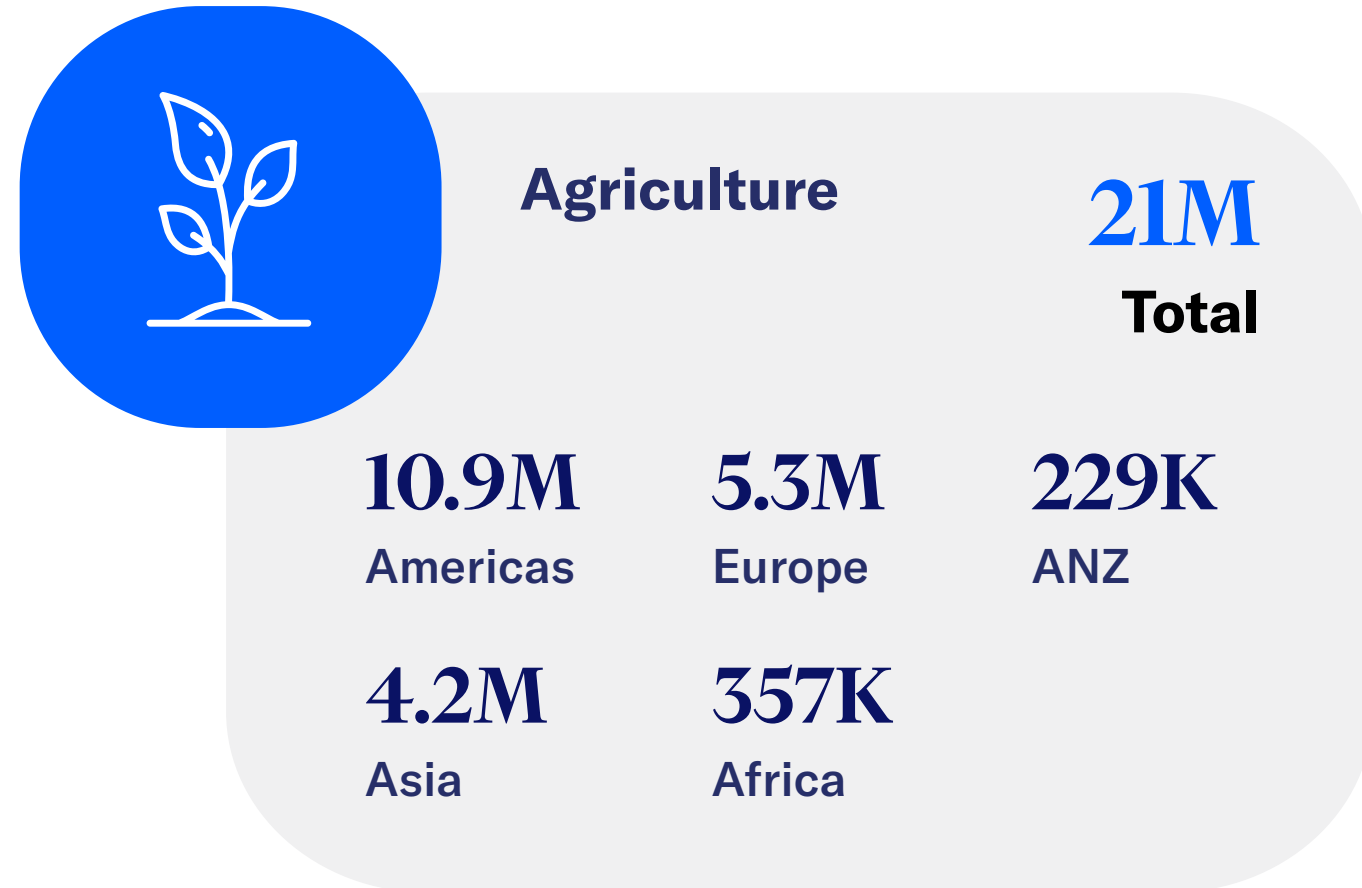 Agriculture
21M
Total
10.9M
Americas
5.3M
Europe
229K
ANZ
4.2M
Asia
357K
Africa